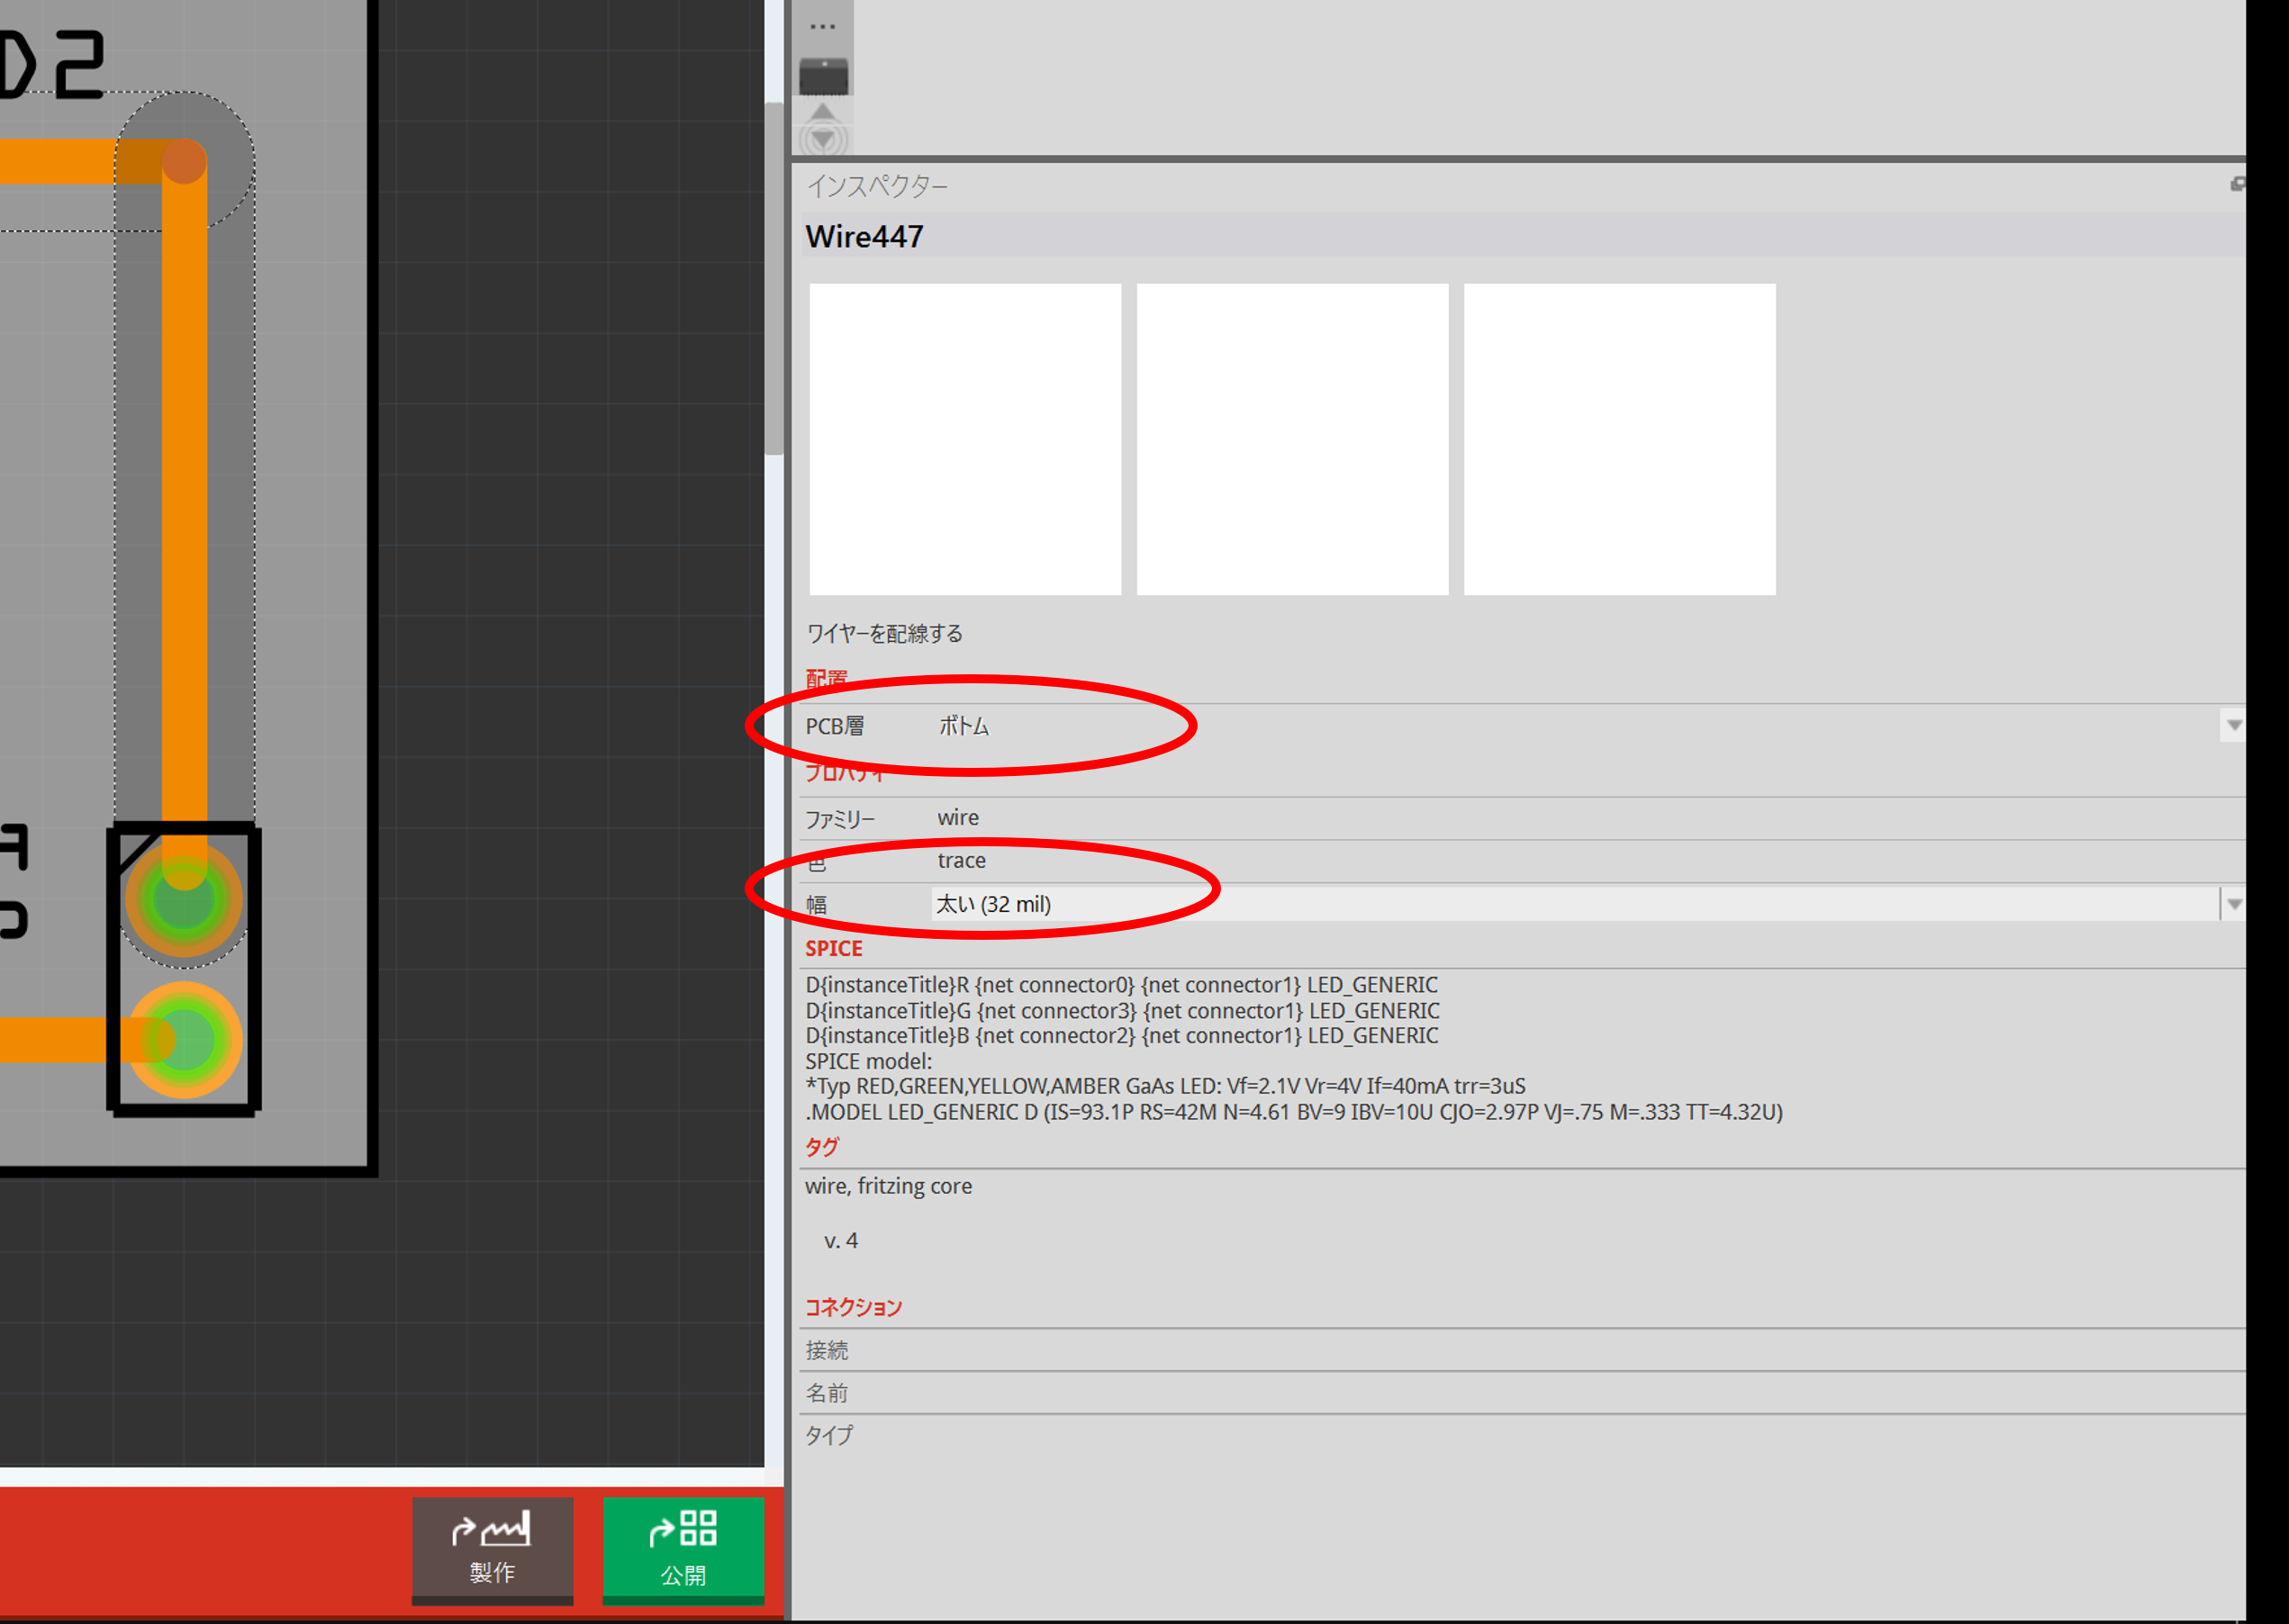 D2
インスペクター
Wire447
ワイヤーを配線する
配置
PCB層 ボトム
プロパティ
ファミリー wire
色 trace
幅 太い (32 mil)
SPICE
D{instanceTitle}R {net connector0} {net connector1} LED_GENERIC
D{instanceTitle}G {net connector3} {net connector1} LED_GENERIC
D{instanceTitle}B {net connector2} {net connector1} LED_GENERIC
SPICE model:
*Typ RED,GREEN,YELLOW,AMBER GaAs LED: Vf=2.1V Vr=4V If=40mA trr=3uS
.MODEL LED_GENERIC D (IS=93.1P RS=42M N=4.61 BV=9 IBV=10U CJO=2.97P VJ=.75 M=.333 TT=4.32U)
タグ
wire, fritzing core
v. 4
コネクション
接続
名前
タイプ
製作
公開